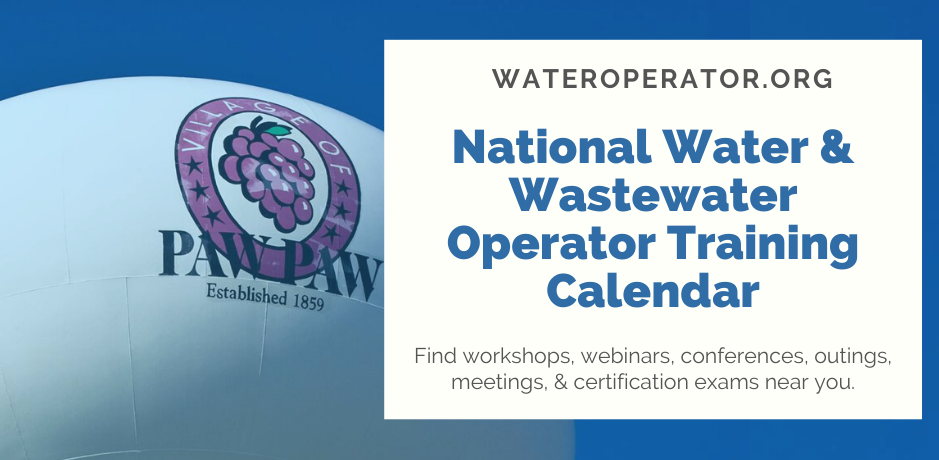 VILLAGE OF
PAW PAW
Established 1859
WATEROPERATOR.ORG
National Water &
Wastewater
Operator Training
Calendar
Find workshops, webinars, conferences, outings,
meetings, & certification exams near you.